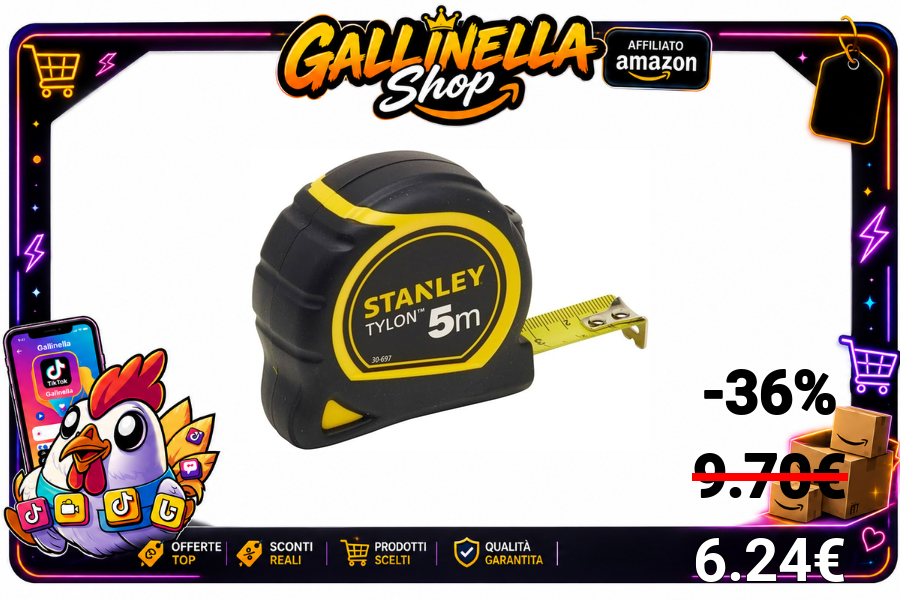 GALLINELLA
Shop
AFFILIATO
amazon
STANLEY
TYLON™
5m
30-697
Gallinella
TikTok
Gallinella
-36%
9.70€
6.24€
OFFERTE
TOP
SCONTI
REALI
PRODOTTI
SCELTI
QUALITÀ
GARANTITA